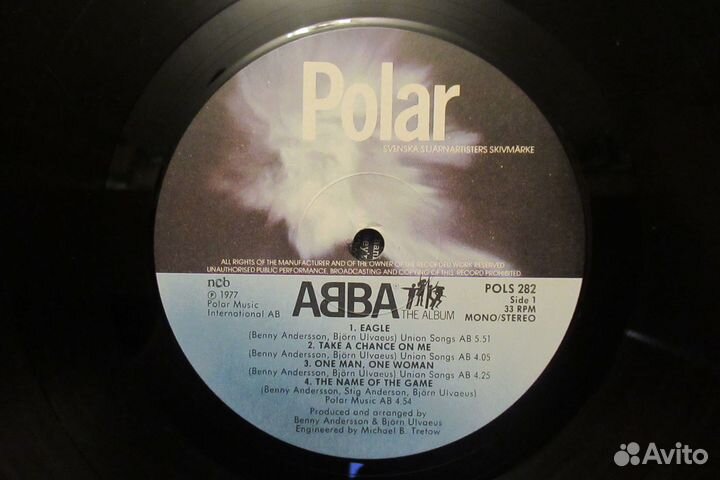 Polar
SVENSKA STJÄRNARTISTERS SKIVMÄRKE
ALL RIGHTS OF THE MANUFACTURER AND OF THE OWNER OF THE RECORDED WORK RESERVED
UNAUTHORISED PUBLIC PERFORMANCE, BROADCASTING AND COPYING OF THIS RECORD PROHIBITED
ncb
℗ 1977
Polar Music
International AB
ABBA
THE ALBUM
POLS 282
Side 1
33 RPM
MONO/STEREO
1. EAGLE
(Benny Andersson, Björn Ulvaeus) Union Songs AB 5.51
2. TAKE A CHANCE ON ME
(Benny Andersson, Björn Ulvaeus) Union Songs AB 4.05
3. ONE MAN, ONE WOMAN
(Benny Andersson, Björn Ulvaeus) Union Songs AB 4.25
4. THE NAME OF THE GAME
(Benny Andersson, Stig Anderson, Björn Ulvaeus)
Polar Music AB 4.54
Produced and arranged by
Benny Andersson & Björn Ulvaeus
Engineered by Michael B. Tretow
Avito